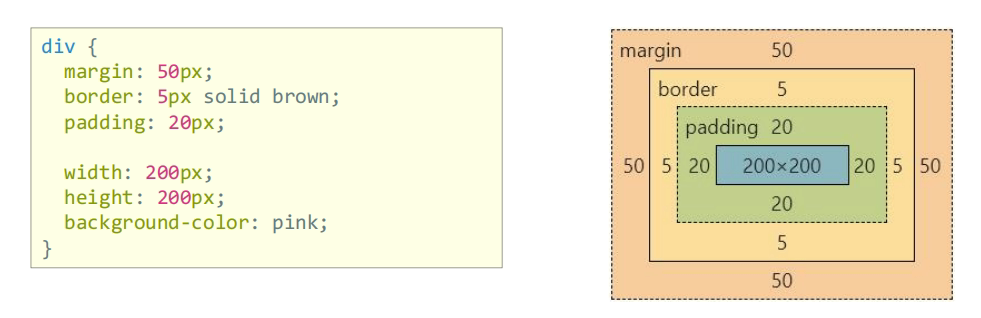 div {
  margin: 50px;
  border: 5px solid brown;
  padding: 20px;

  width: 200px;
  height: 200px;
  background-color: pink;
}
margin 50
border 5
padding 20
50 5 20 200×200 20 5 50
20
5
50